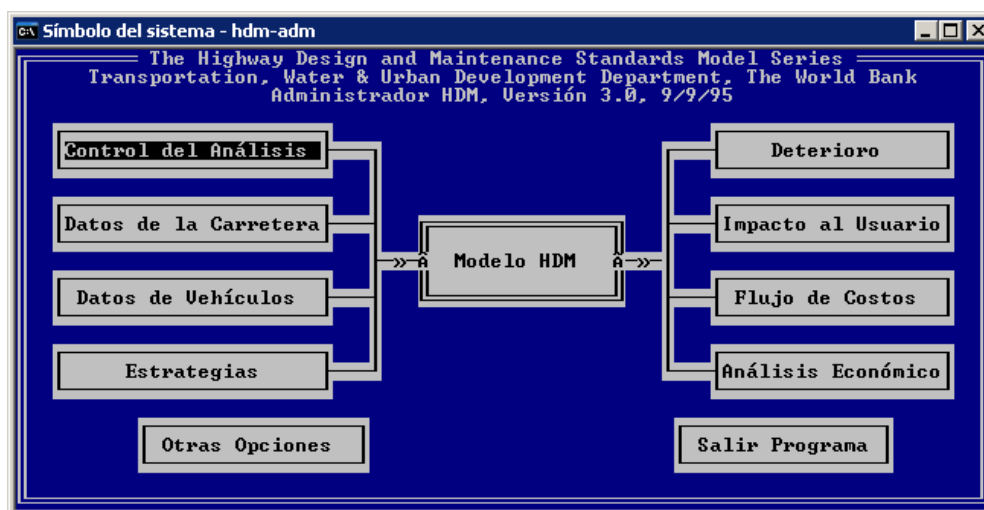 Símbolo del sistema - hdm-adm
The Highway Design and Maintenance Standards Model Series
Transportation, Water & Urban Development Department, The World Bank
Administrador HDM, Versión 3.0, 9/9/95
Control del Análisis
Deterioro
Datos de la Carretera
Impacto al Usuario
Modelo HDM
Datos de Vehículos
Flujo de Costos
Estrategias
Análisis Económico
Otras Opciones
Salir Programa